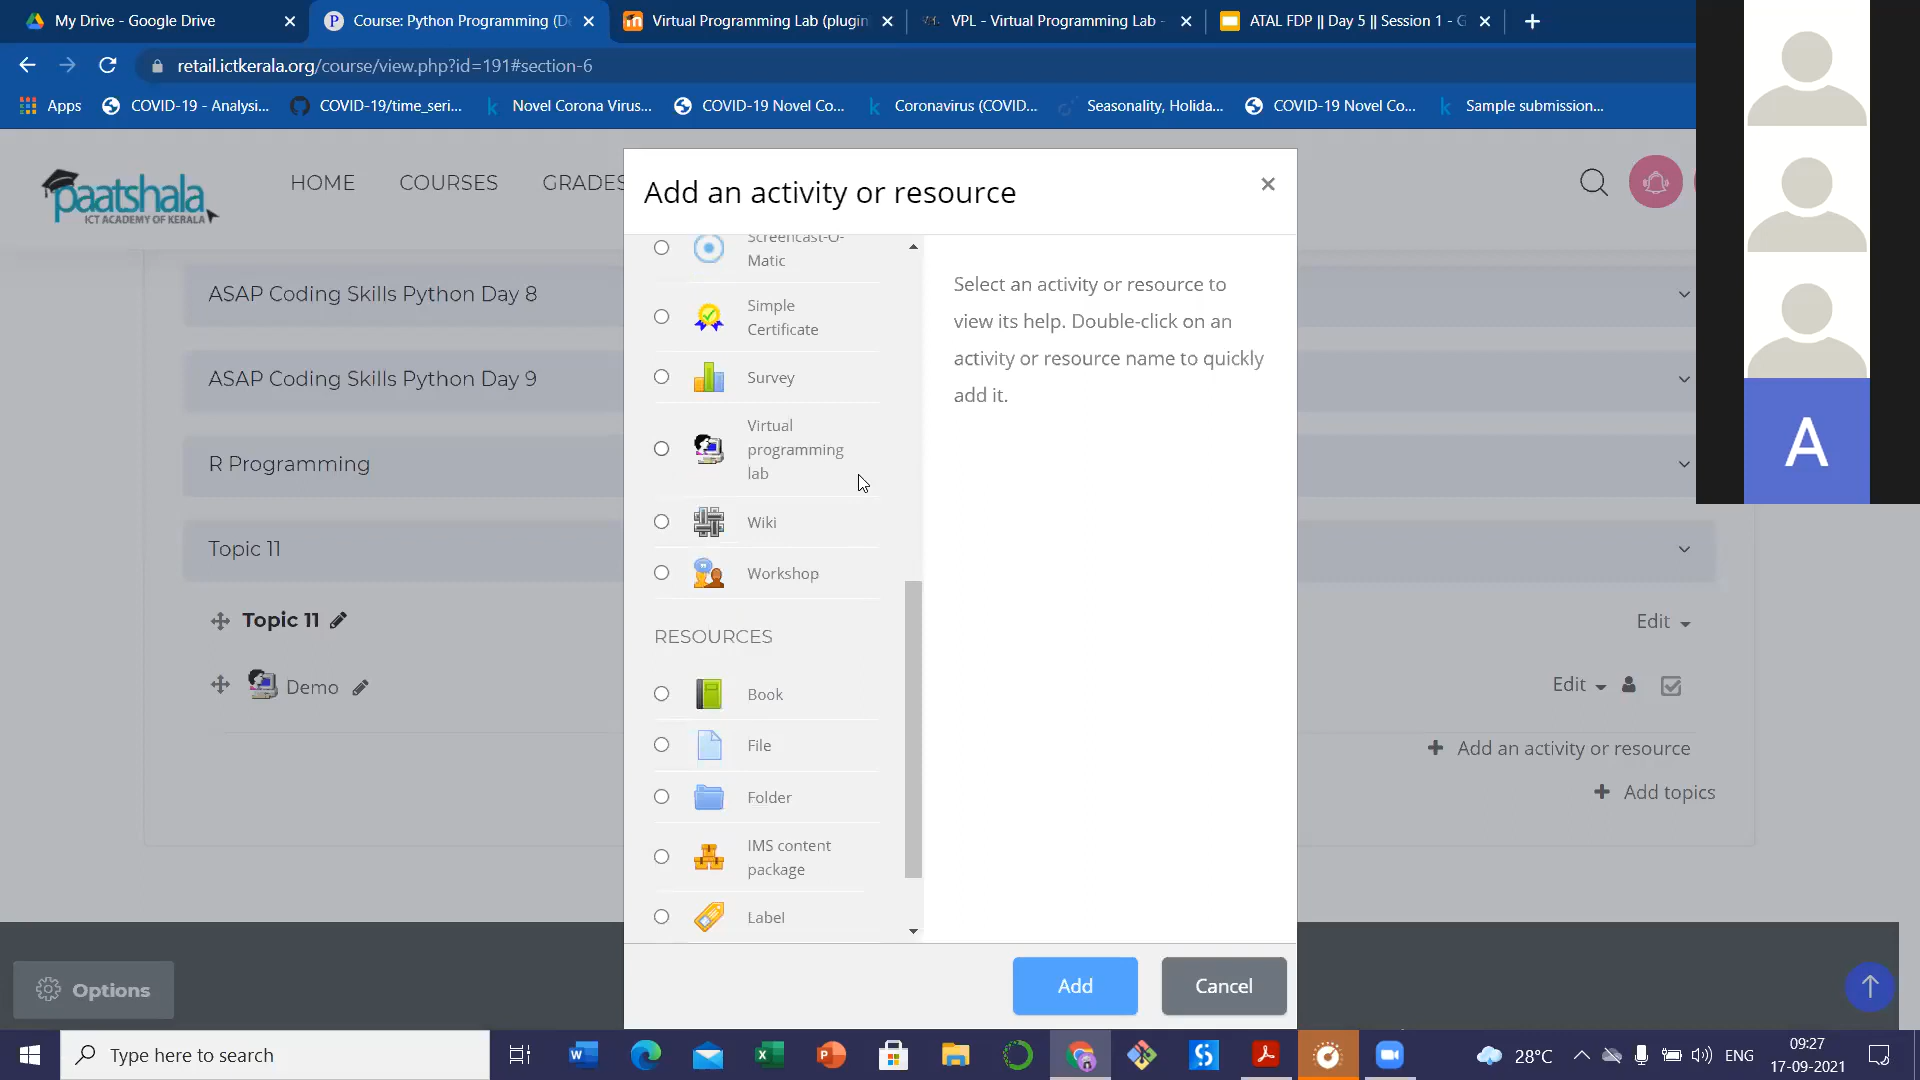 My Drive - Google Drive
Course: Python Programming (D
Virtual Programming Lab (plugin
VPL - Virtual Programming Lab -
ATAL FDP || Day 5 || Session 1 - G
retail.ictkerala.org/course/view.php?id=191#section-6
Apps
COVID-19 - Analysi...
COVID-19/time_seri...
Novel Corona Virus...
COVID-19 Novel Co...
Coronavirus (COVID...
Seasonality, Holida...
COVID-19 Novel Co...
Sample submission...
paatshala
ICT ACADEMY OF KERALA
HOME
COURSES
GRADES
Add an activity or resource
ASAP Coding Skills Python Day 8
ASAP Coding Skills Python Day 9
R Programming
Topic 11
Topic 11
Edit
Demo
Edit
Add an activity or resource
Add topics
Screencast-O-
Matic
Simple
Certificate
Survey
Virtual
programming
lab
Wiki
Workshop
RESOURCES
Book
File
Folder
IMS content
package
Label
Select an activity or resource to
view its help. Double-click on an
activity or resource name to quickly
add it.
Add
Cancel
A
Options
Type here to search
28°C
ENG
09:27
17-09-2021